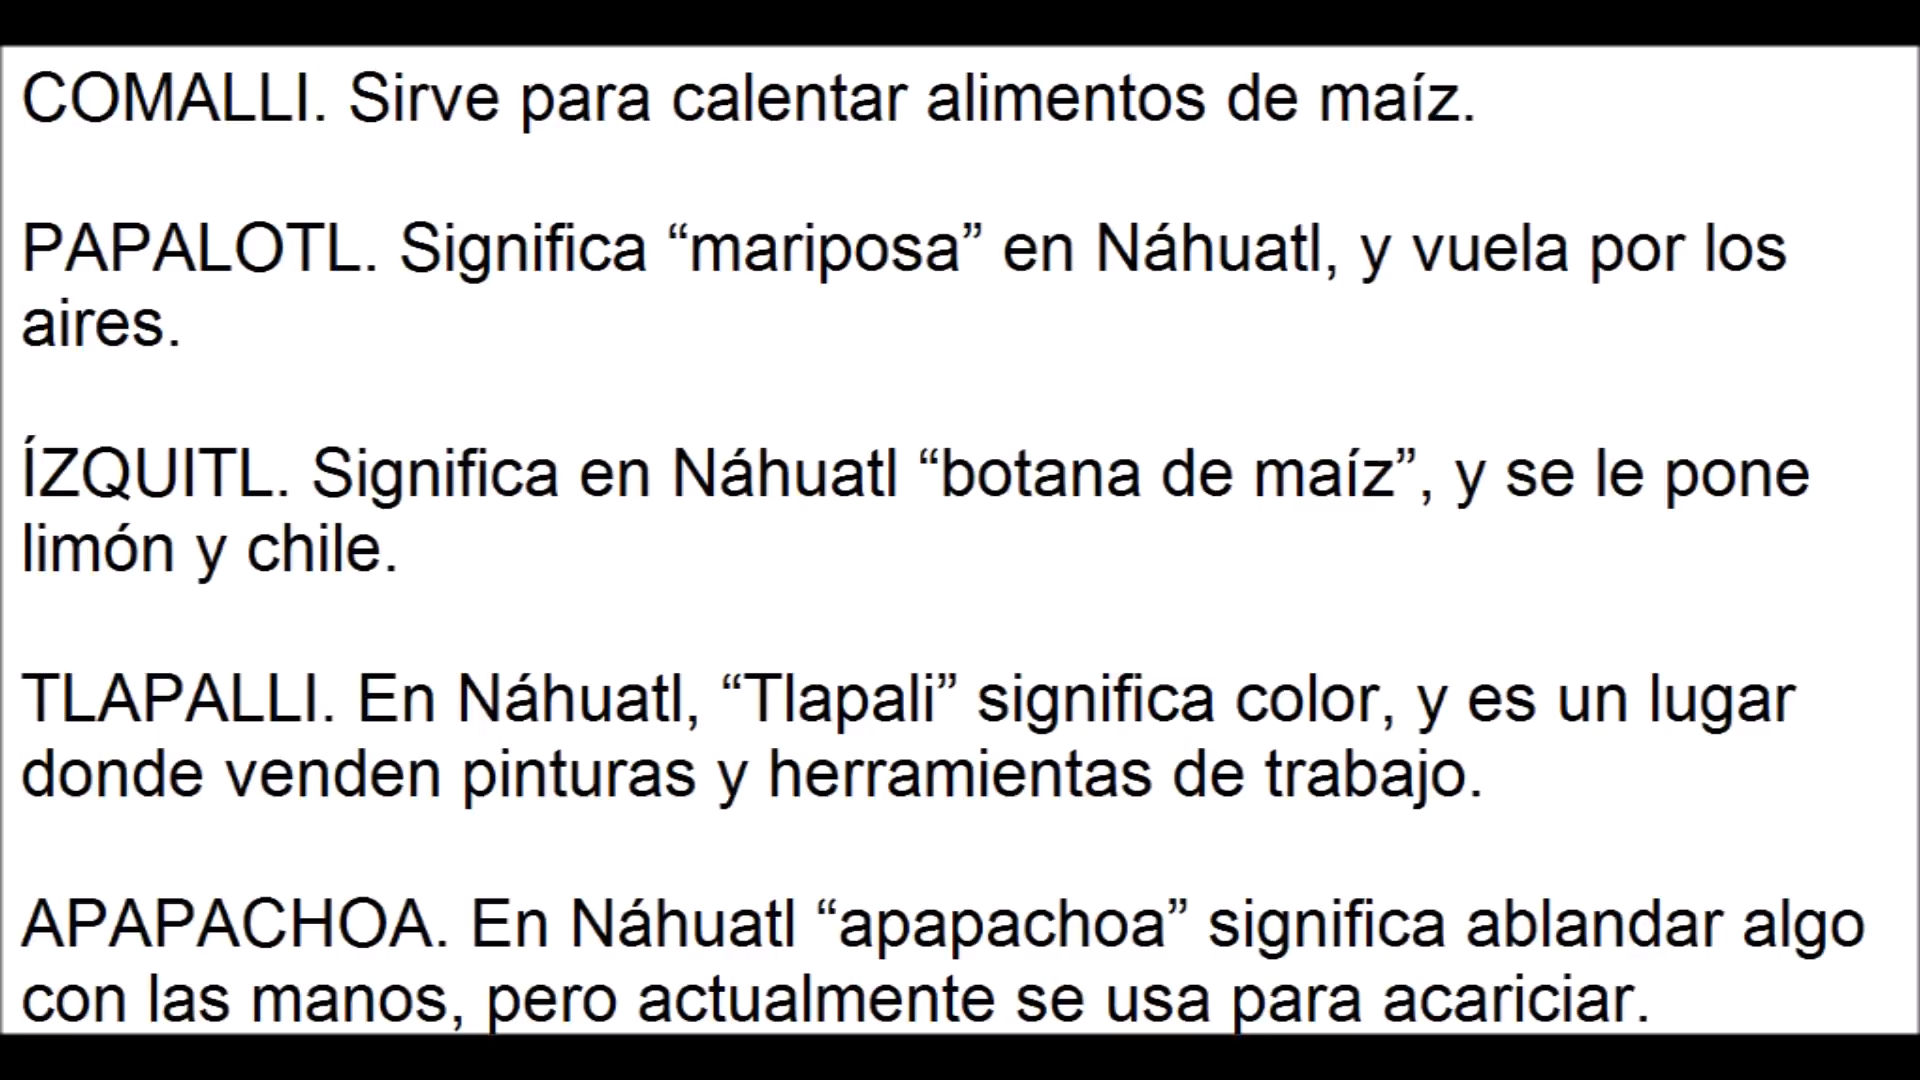 COMALLI. Sirve para calentar alimentos de maíz.
PAPALOTL. Significa “mariposa” en Náhuatl, y vuela por los
aires.
ÍZQUITL. Significa en Náhuatl “botana de maíz”, y se le pone
limón y chile.
TLAPALLI. En Náhuatl, “Tlapali” significa color, y es un lugar
donde venden pinturas y herramientas de trabajo.
APAPACHOA. En Náhuatl “apapachoa” significa ablandar algo
con las manos, pero actualmente se usa para acariciar.